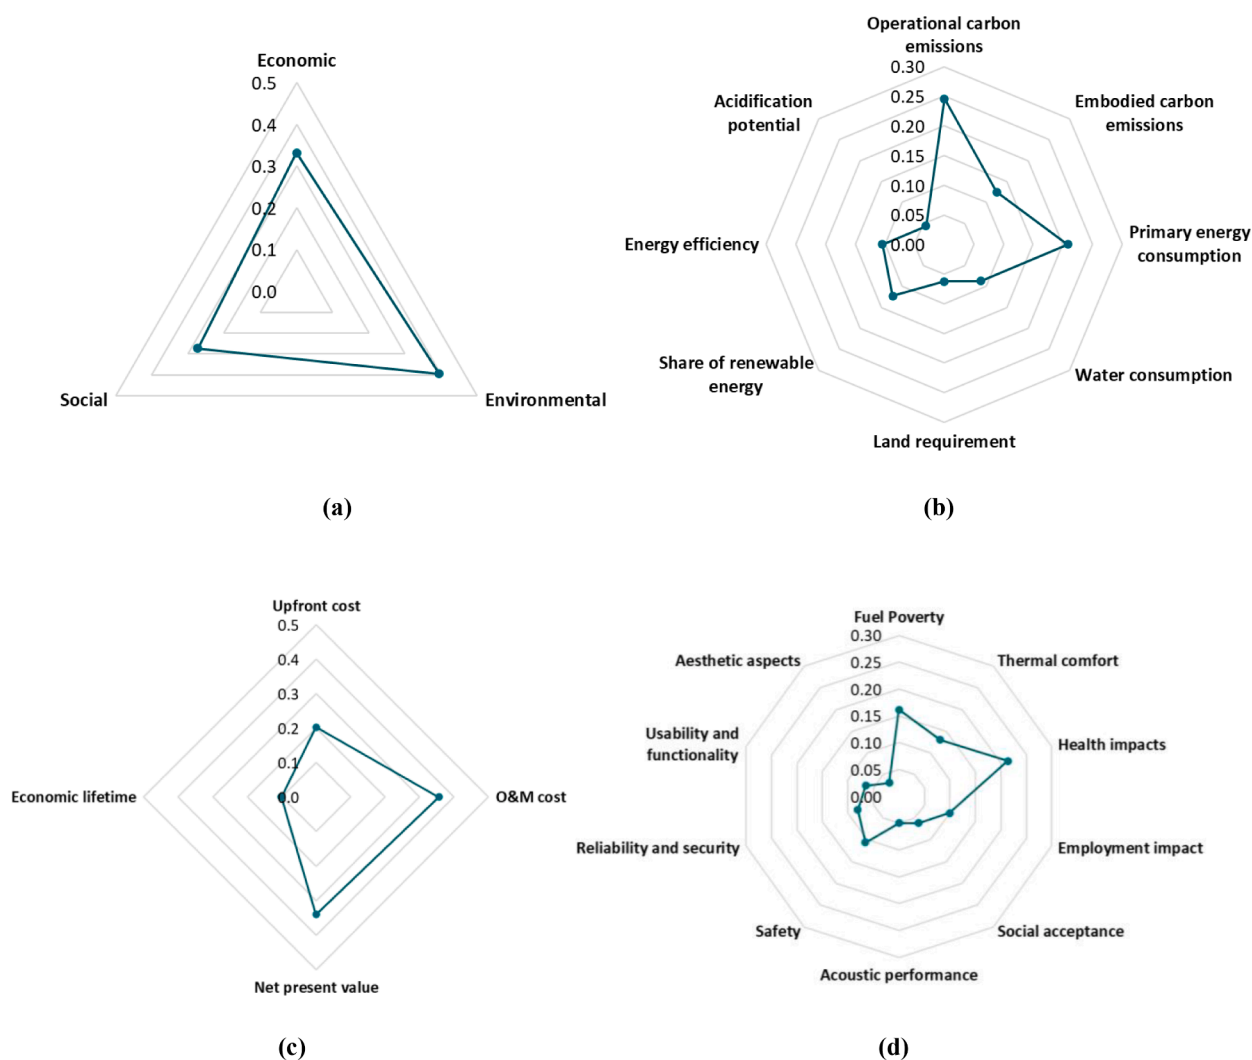 Economic
0.5
0.4
0.3
0.2
0.1
0.0
Social
Environmental
(a)
Operational carbon
emissions
0.30
0.25
0.20
0.15
0.10
0.05
0.00
Acidification
potential
Embodied carbon
emissions
Energy efficiency
Primary energy
consumption
Share of renewable
energy
Water consumption
Land requirement
(b)
Upfront cost
0.5
0.4
0.3
0.2
0.1
0.0
Economic lifetime
O&M cost
Net present value
(c)
Fuel Poverty
0.30
0.25
0.20
0.15
0.10
0.05
0.00
Aesthetic aspects
Thermal comfort
Usability and
functionality
Health impacts
Reliability and security
Employment impact
Safety
Social acceptance
Acoustic performance
(d)